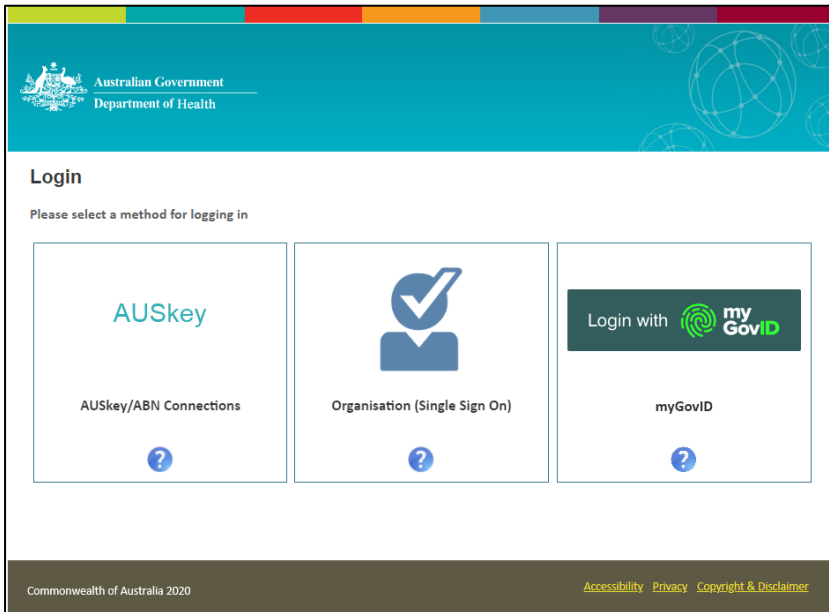 Australian Government
Department of Health
Login
Please select a method for logging in
AUSkey
Login with my GovID
AUSkey/ABN Connections
Organisation (Single Sign On)
myGovID
?
?
?
Commonwealth of Australia 2020
Accessibility Privacy Copyright & Disclaimer